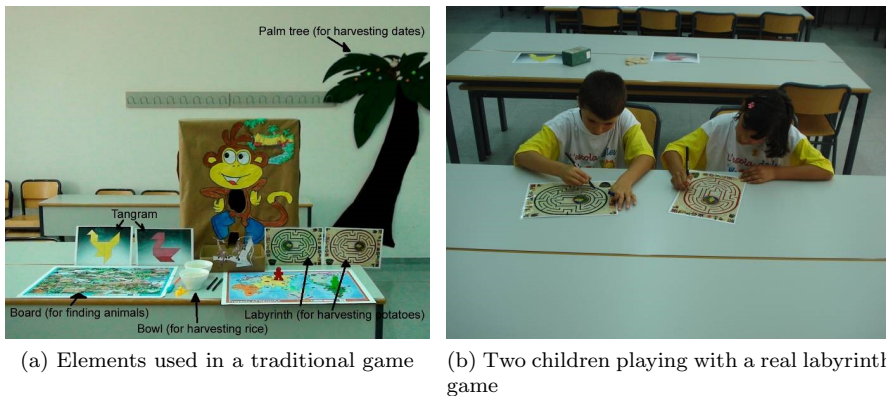 Palm tree (for harvesting dates)
Tangram
Board (for finding animals)
Labyrinth (for harvesting potatoes)
Bowl (for harvesting rice)
(a) Elements used in a traditional game
(b) Two children playing with a real labyrinth
game